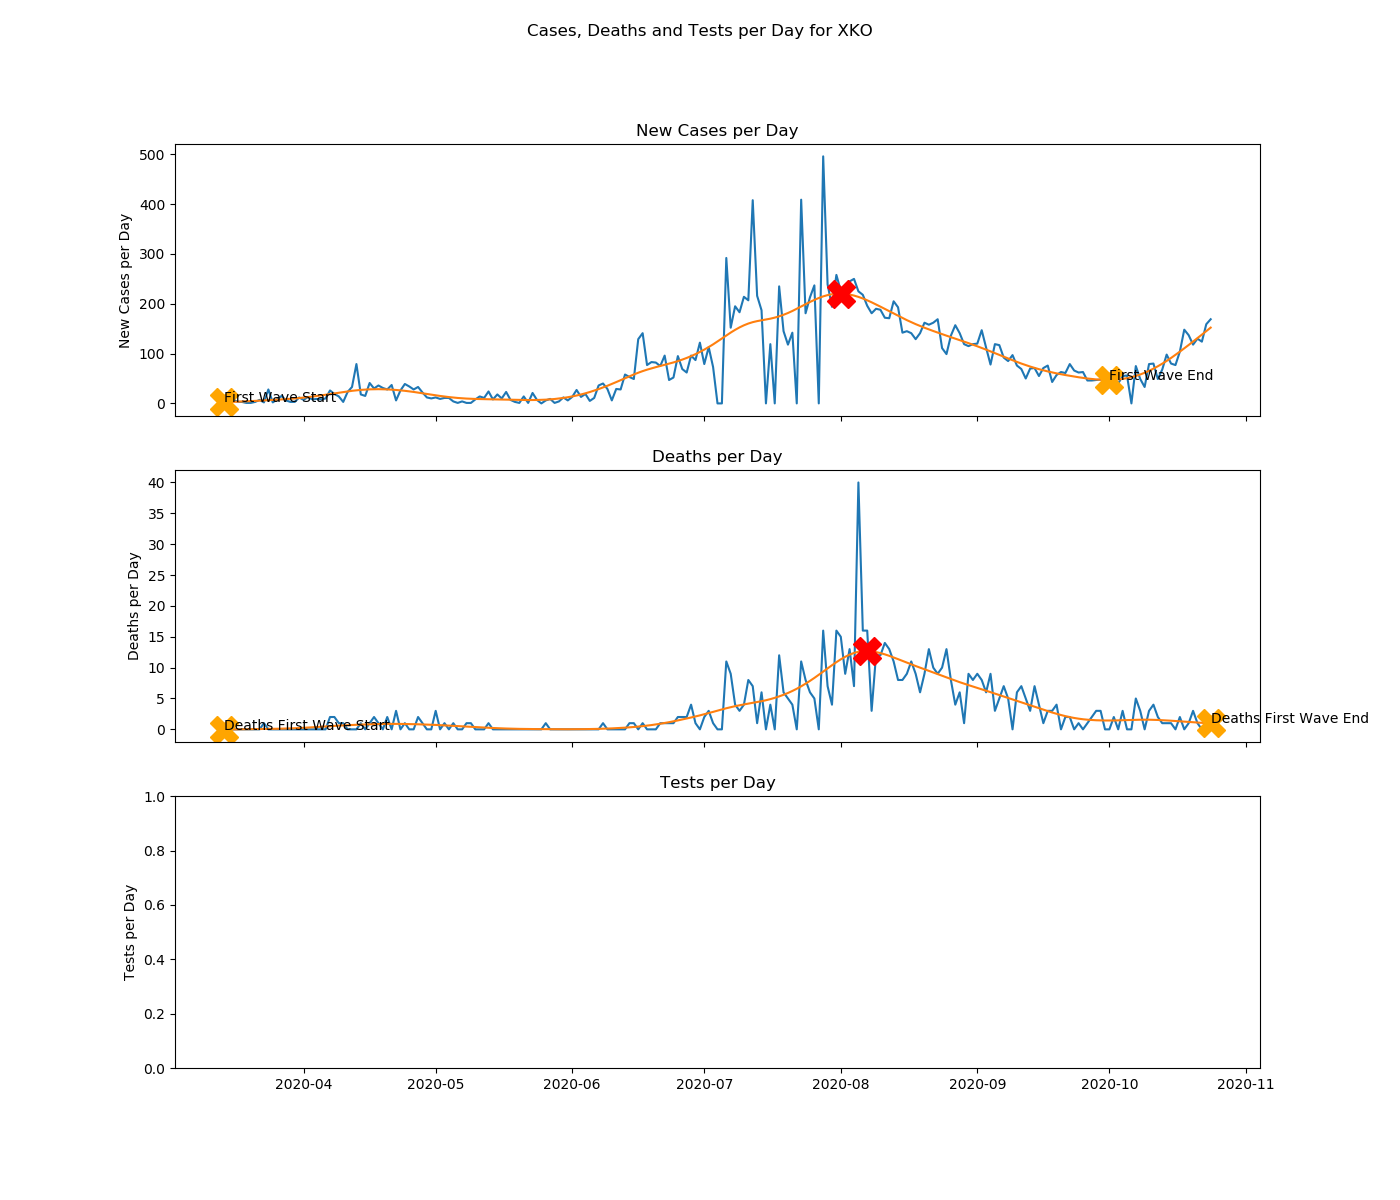 Cases, Deaths and Tests per Day for XKO
New Cases per Day
New Cases per Day
500
400
300
200
100
0
First Wave Start
First Wave End
Deaths per Day
Deaths per Day
40
35
30
25
20
15
10
5
0
Deaths First Wave Start
Deaths First Wave End
Tests per Day
Tests per Day
1.0
0.8
0.6
0.4
0.2
0.0
2020-04 2020-05 2020-06 2020-07 2020-08 2020-09 2020-10 2020-11